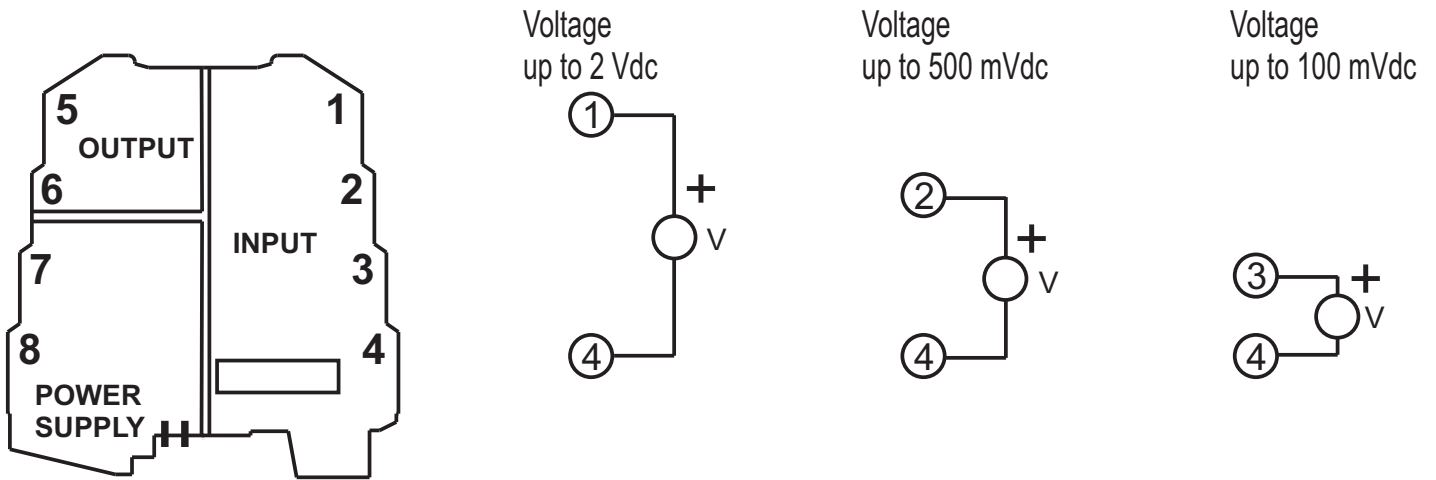 5
OUTPUT
6
7
8
POWER
SUPPLY
1
2
INPUT
3
4
Voltage
up to 2 Vdc
1
+
V
4
Voltage
up to 500 mVdc
2
+
V
4
Voltage
up to 100 mVdc
3
+
V
4